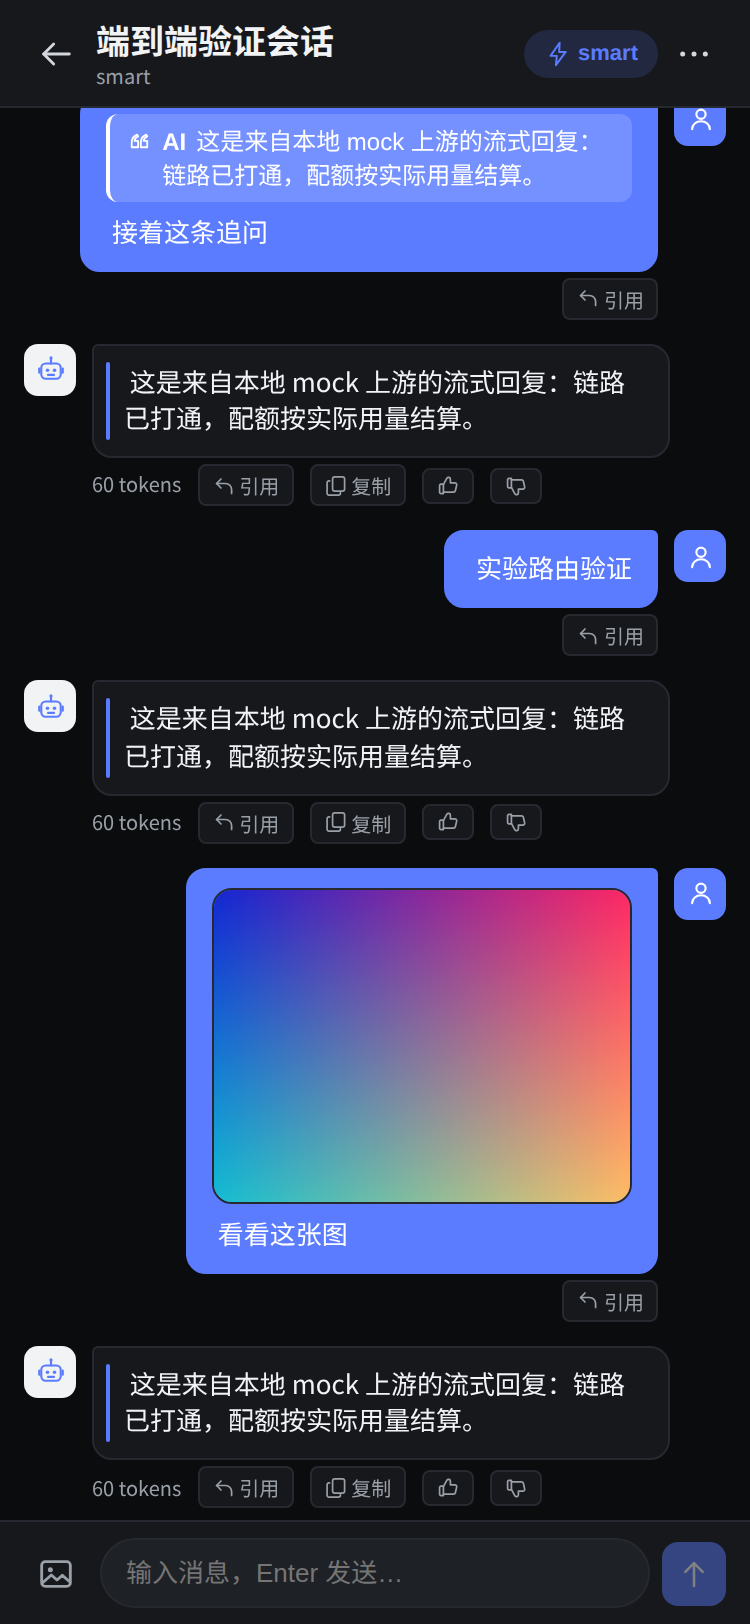 端到端验证会话
smart
smart
AI 这是来自本地 mock 上游的流式回复：
链路已打通，配额按实际用量结算。
接着这条追问
引用
这是来自本地 mock 上游的流式回复：链路
已打通，配额按实际用量结算。
60 tokens 引用 复制
实验路由验证
引用
这是来自本地 mock 上游的流式回复：链路
已打通，配额按实际用量结算。
60 tokens 引用 复制
看看这张图
引用
这是来自本地 mock 上游的流式回复：链路
已打通，配额按实际用量结算。
60 tokens 引用 复制
输入消息，Enter 发送…